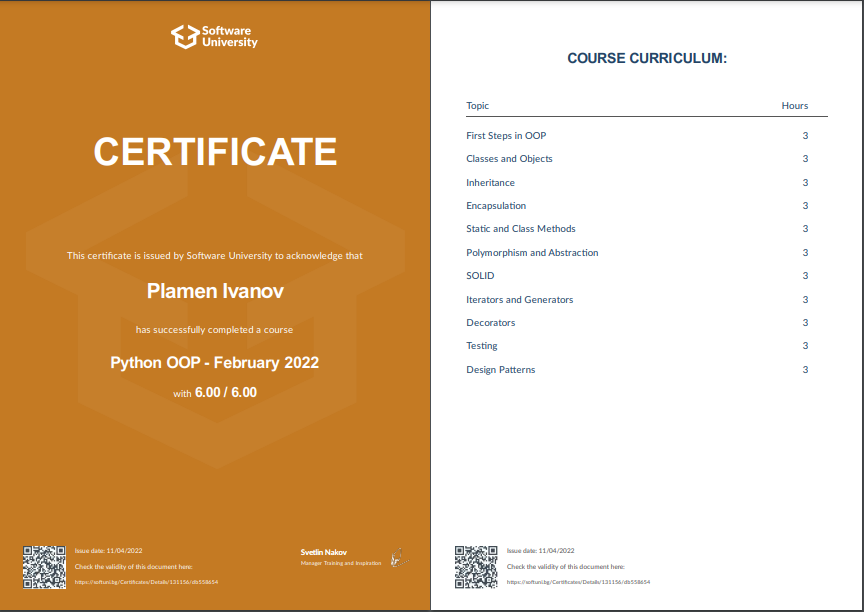 Software
University
CERTIFICATE
This certificate is issued by Software University to acknowledge that
Plamen Ivanov
has successfully completed a course
Python OOP - February 2022
with 6.00 / 6.00
Issue date: 11/04/2022
Check the validity of this document here:
https://softuni.bg/Certificates/Details/131156/db558654
Svetlin Nakov
Manager Training and Inspiration
COURSE CURRICULUM:
Topic Hours
First Steps in OOP 3
Classes and Objects 3
Inheritance 3
Encapsulation 3
Static and Class Methods 3
Polymorphism and Abstraction 3
SOLID 3
Iterators and Generators 3
Decorators 3
Testing 3
Design Patterns 3
Issue date: 11/04/2022
Check the validity of this document here:
https://softuni.bg/Certificates/Details/131156/db558654